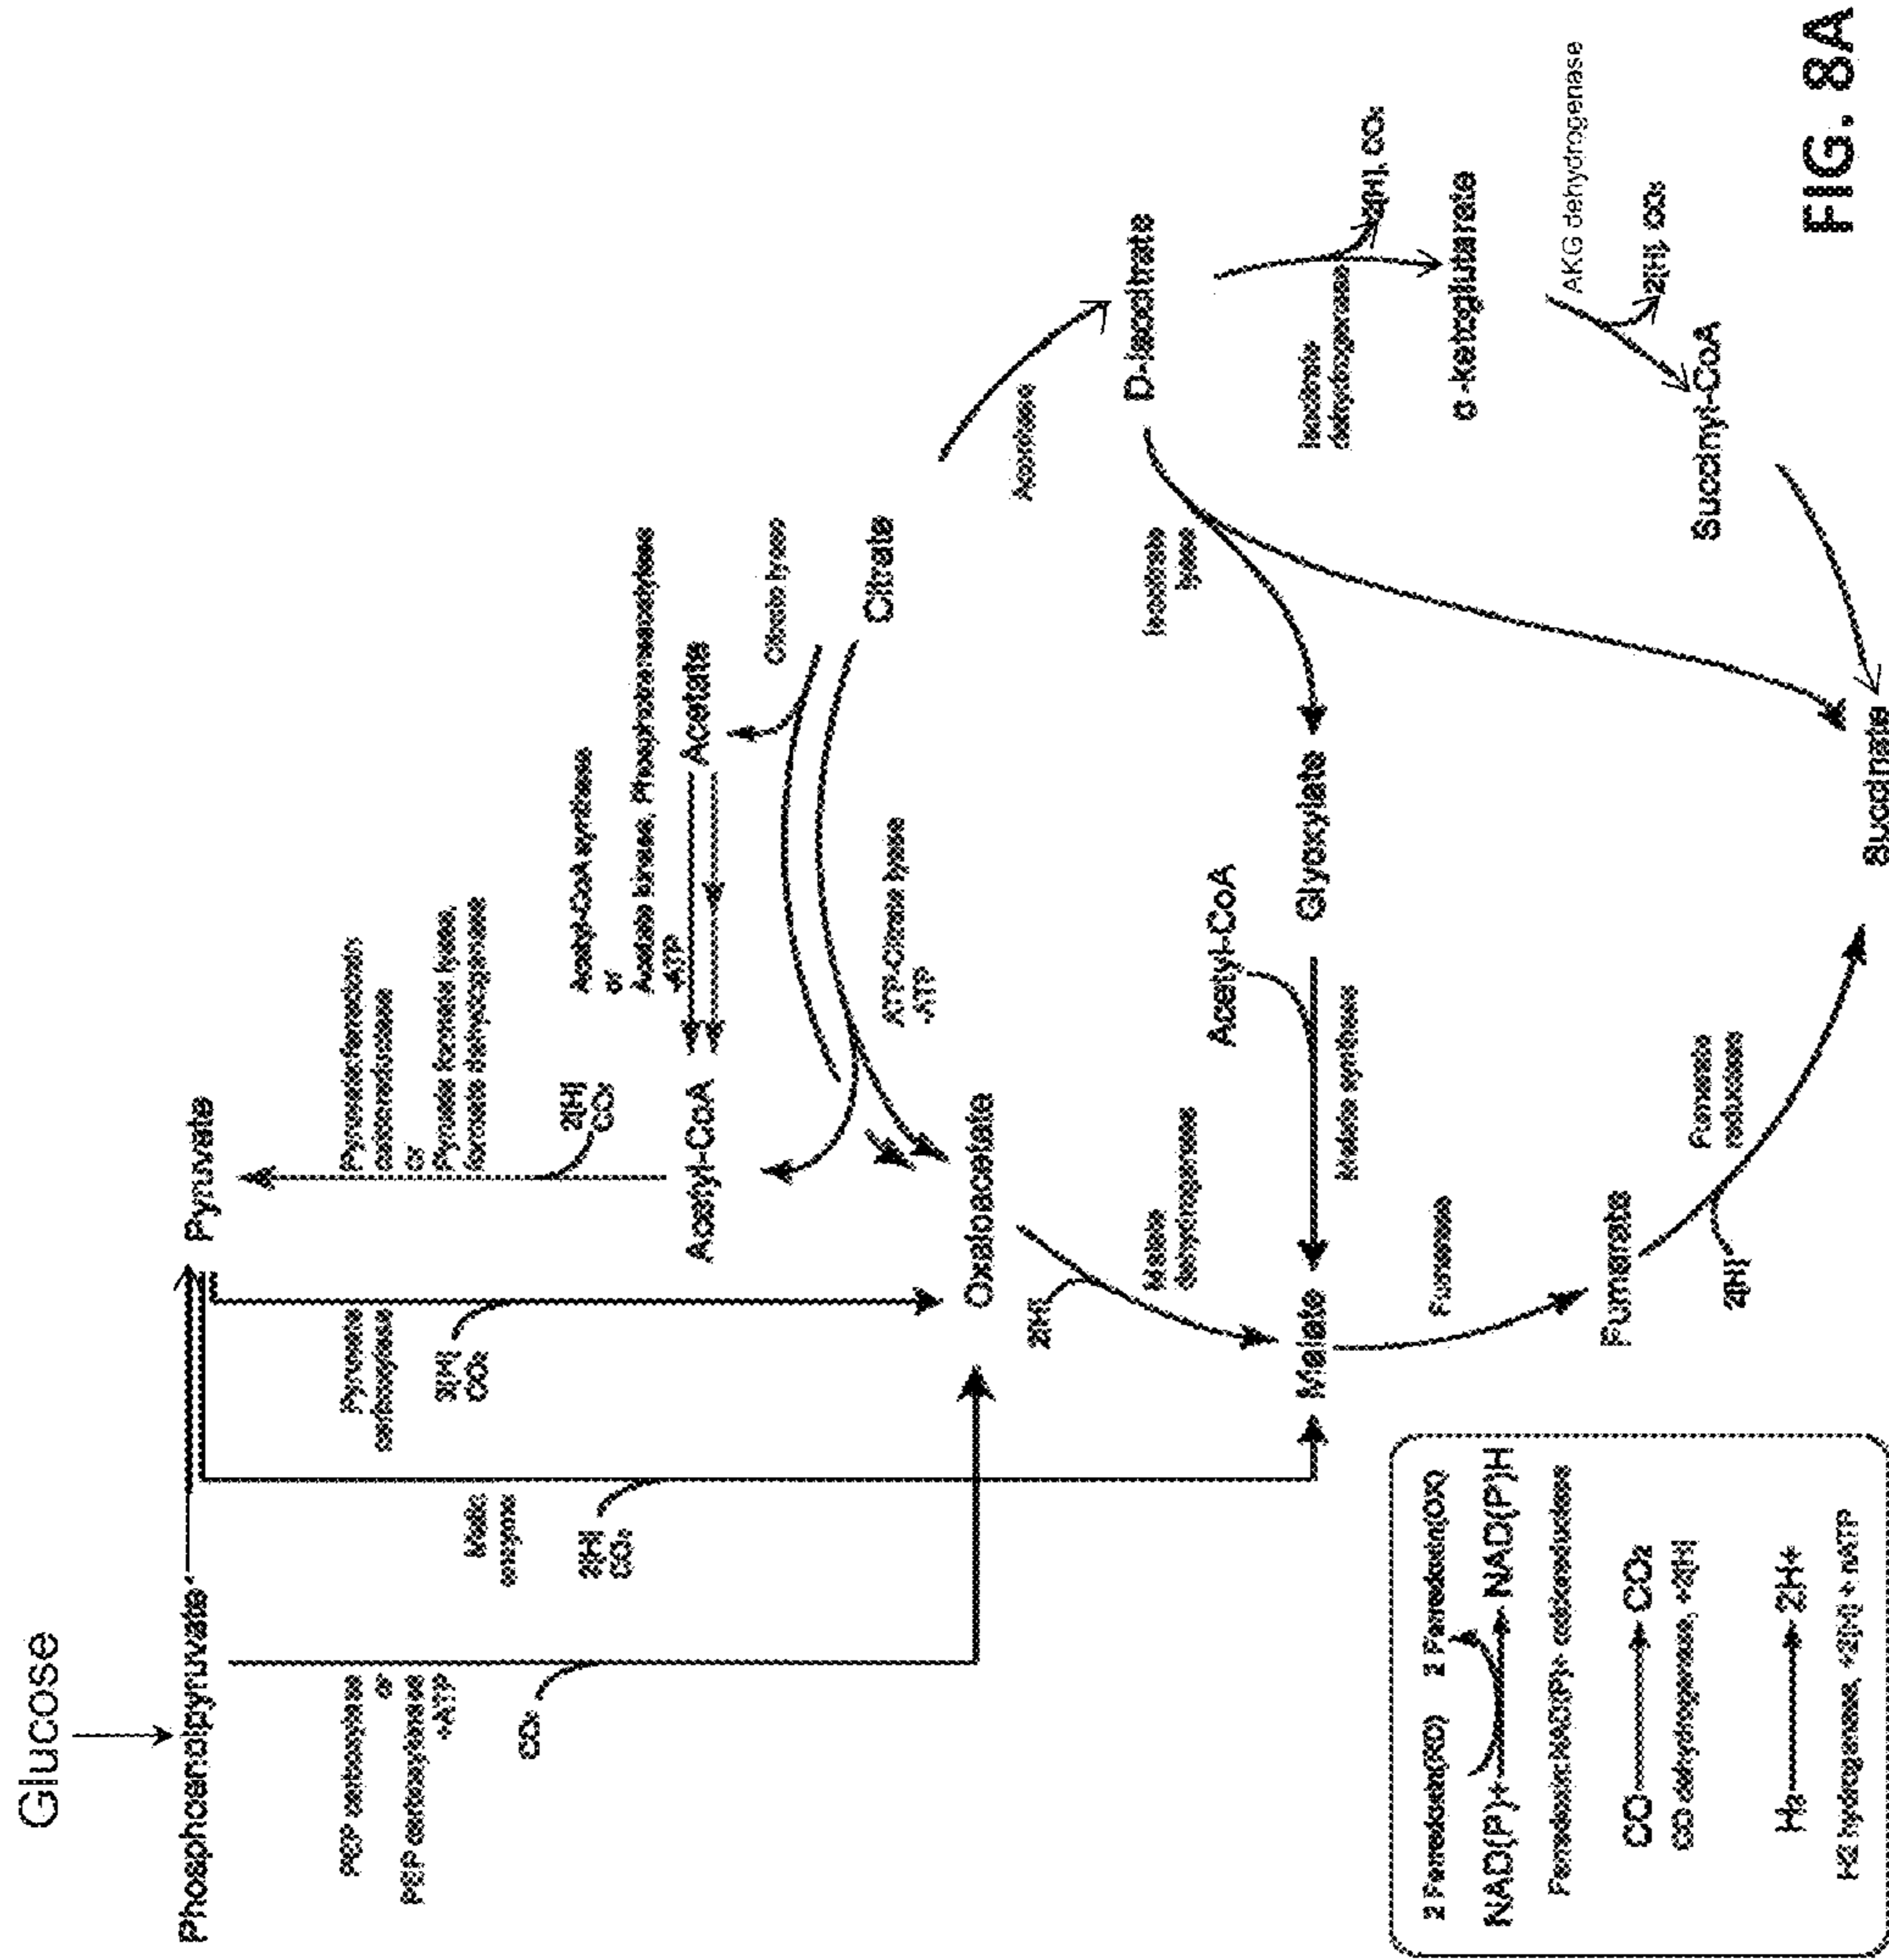 Glucose
Phosphoenolpyruvate
Pyruvate
PEP carboxylase
or
PEP carboxykinase
+ATP
CO₂
Malic
enzyme
2[H]
CO₂
Pyruvate
carboxylase
CO₂
Pyruvate:ferredoxin
oxidoreductase
or
Pyruvate formate lyase,
formate dehydrogenase
2[H]
CO₂
Acetyl-CoA synthase
or
Acetate kinase, Phosphotransacetylase
-ATP
Acetyl-CoA
Acetate
Citrate lyase
Citrate
ATP-Citrate lyase
-ATP
Oxaloacetate
Aconitase
2[H]
Malate
dehydrogenase
D-isocitrate
Isocitrate
lyase
Acetyl-CoA
Malate
Glyoxylate
Malate synthase
Isocitrate
dehydrogenase
2[H], CO₂
Fumarase
α-ketoglutarate
AKG dehydrogenase
2[H], CO₂
Fumarate
Succinyl-CoA
Fumarate
reductase
2[H]
Succinate
2 Ferredoxin(RD) 2 Ferredoxin(OX)
NAD(P)+ NAD(P)H
Ferredoxin:NAD(P)+ oxidoreductase
CO CO₂
CO dehydrogenase, +2[H]
H₂ 2H+
H2 hydrogenase, +2[H] + nATP
FIG. 8A